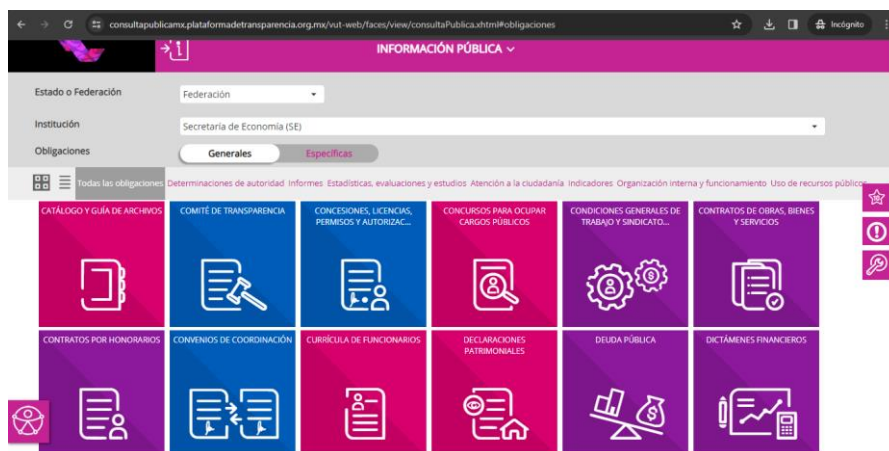 consultapublicamx.plataformadetransparencia.org.mx/vut-web/faces/view/consultaPublica.xhtml#obligaciones
Incógnito
INFORMACIÓN PÚBLICA
Estado o Federación
Federación
Institución
Secretaría de Economía (SE)
Obligaciones
Generales
Específicas
Todas las obligaciones Determinaciones de autoridad Informes Estadísticas, evaluaciones y estudios Atención a la ciudadanía Indicadores Organización interna y funcionamiento Uso de recursos públicos
CATÁLOGO Y GUÍA DE ARCHIVOS
COMITÉ DE TRANSPARENCIA
CONCESIONES, LICENCIAS,
PERMISOS Y AUTORIZAC...
CONCURSOS PARA OCUPAR
CARGOS PÚBLICOS
CONDICIONES GENERALES DE
TRABAJO Y SINDICATO...
CONTRATOS DE OBRAS, BIENES
Y SERVICIOS
CONTRATOS POR HONORARIOS
CONVENIOS DE COORDINACIÓN
CURRÍCULA DE FUNCIONARIOS
DECLARACIONES
PATRIMONIALES
DEUDA PÚBLICA
DICTÁMENES FINANCIEROS